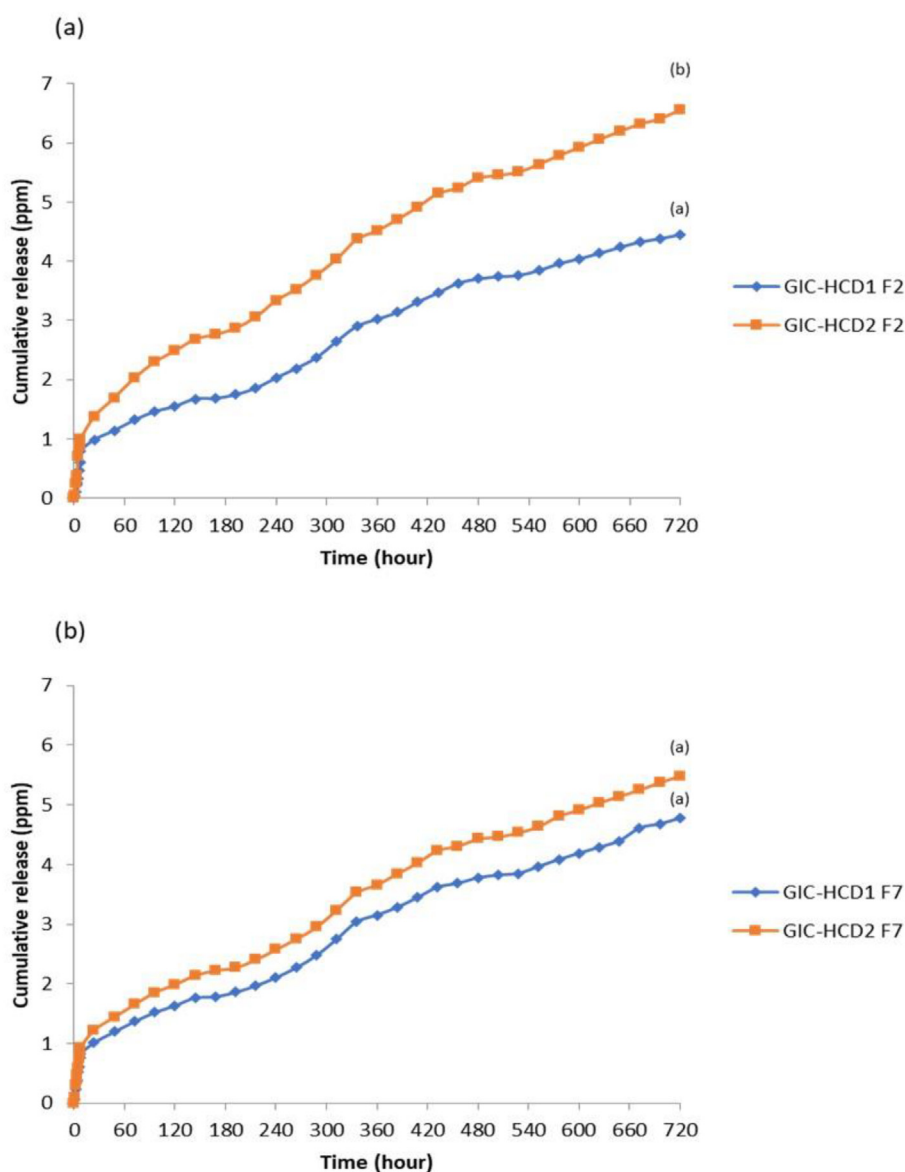 (a)
7
(b)
6
5
(a)
4
3
2
1
0
Cumulative release (ppm)
GIC-HCD1 F2
GIC-HCD2 F2
0 60 120 180 240 300 360 420 480 540 600 660 720
Time (hour)
(b)
7
6
(a)
5
(a)
4
3
2
1
0
Cumulative release (ppm)
GIC-HCD1 F7
GIC-HCD2 F7
0 60 120 180 240 300 360 420 480 540 600 660 720
Time (hour)